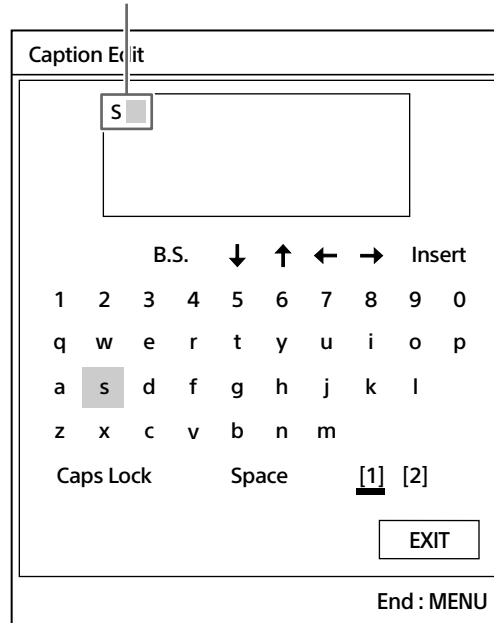 Caption Edit
S
B.S. ↓ ↑ ← → Insert
1 2 3 4 5 6 7 8 9 0
q w e r t y u i o p
a s d f g h j k l
z x c v b n m
Caps Lock Space [1] [2]
EXIT
End : MENU